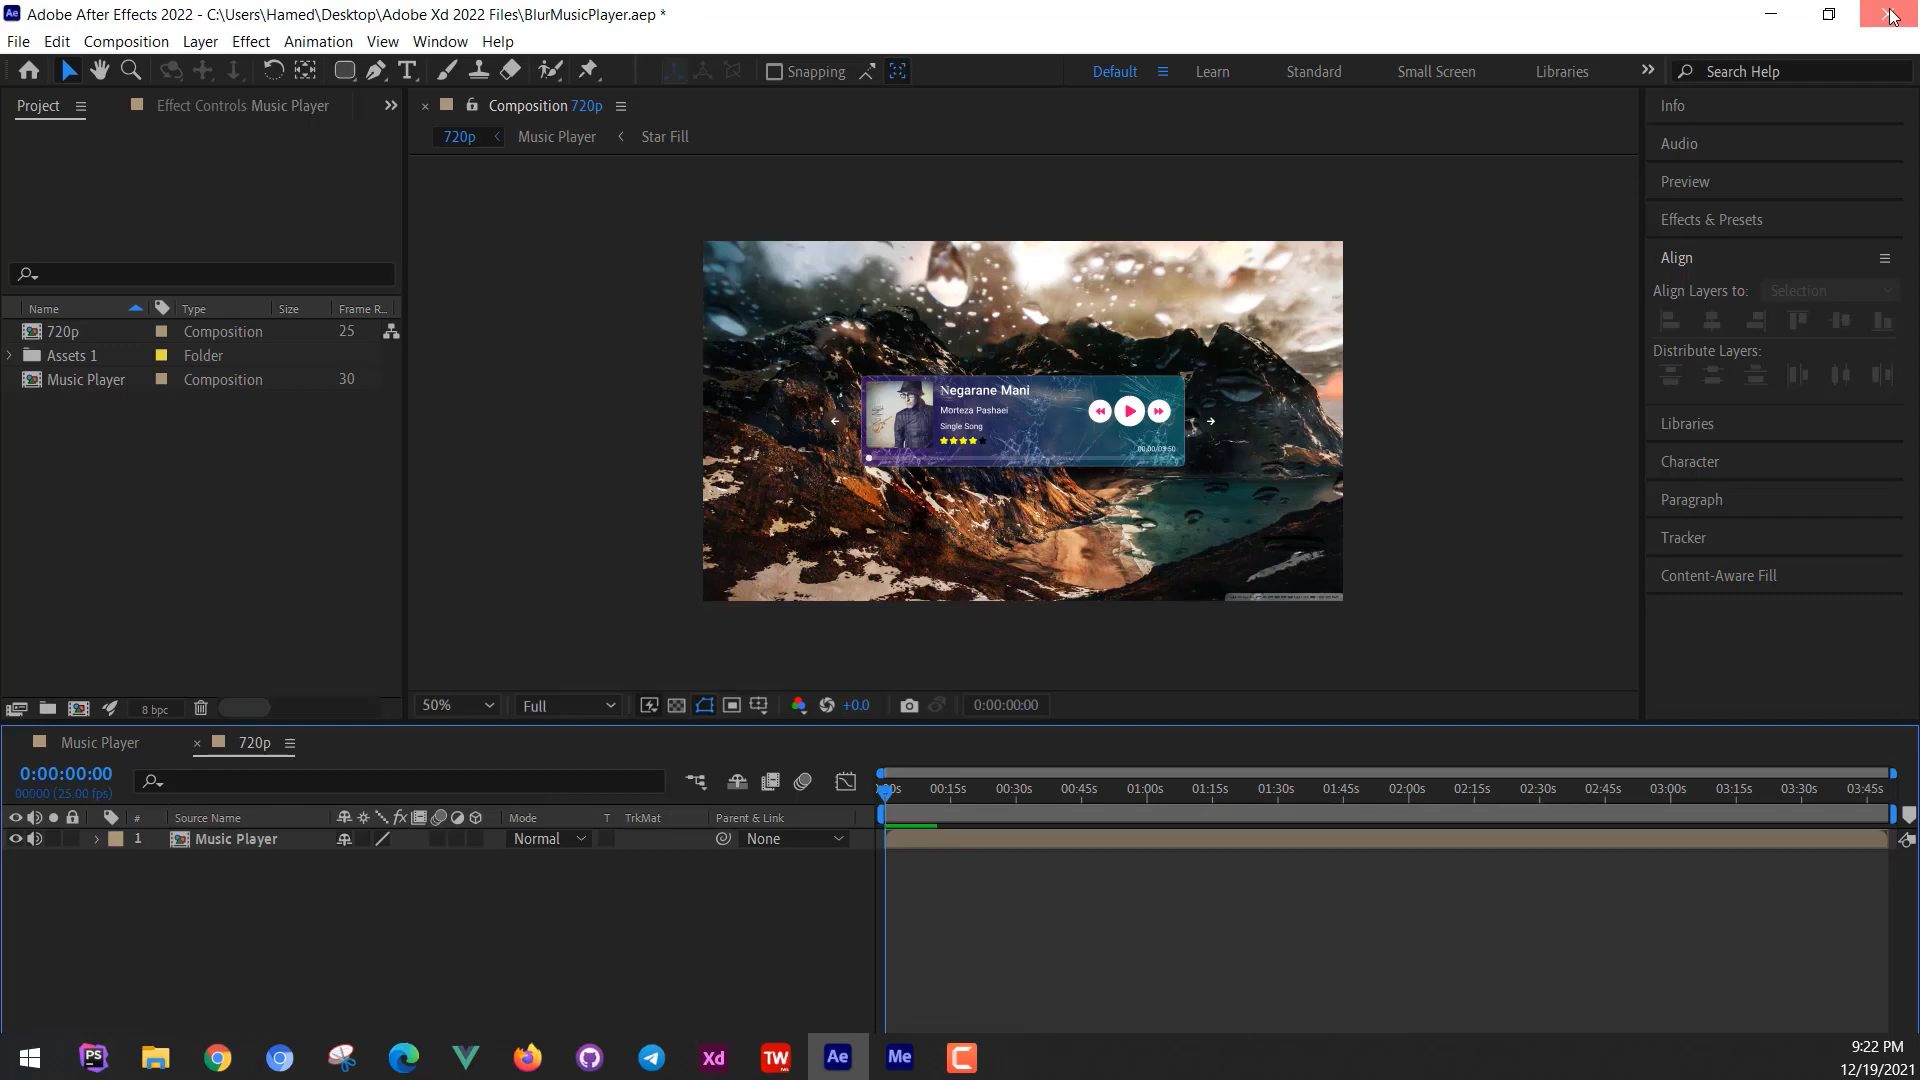 Adobe After Effects 2022 - C:\Users\Hamed\Desktop\Adobe Xd 2022 Files\BlurMusicPlayer.aep *
File Edit Composition Layer Effect Animation View Window Help
Snapping Default Learn Standard Small Screen Libraries Search Help
Project Effect Controls Music Player
Composition 720p
720p Music Player Star Fill
Name Type Size Frame R...
720p Composition 25
Assets 1 Folder
Music Player Composition 30
8 bpc
Negarane Mani
Morteza Pashaei
Single Song
00:00/03:50
50% Full +0.0 0:00:00:00
Info
Audio
Preview
Effects & Presets
Align
Align Layers to: Selection
Distribute Layers:
Libraries
Character
Paragraph
Tracker
Content-Aware Fill
Music Player 720p
0:00:00:00
00000 (25.00 fps)
00:15s 00:30s 00:45s 01:00s 01:15s 01:30s 01:45s 02:00s 02:15s 02:30s 02:45s 03:00s 03:15s 03:30s 03:45s
# Source Name fx Mode T TrkMat Parent & Link
1 Music Player Normal None
PS Xd TW Ae Me C
9:22 PM
12/19/2021